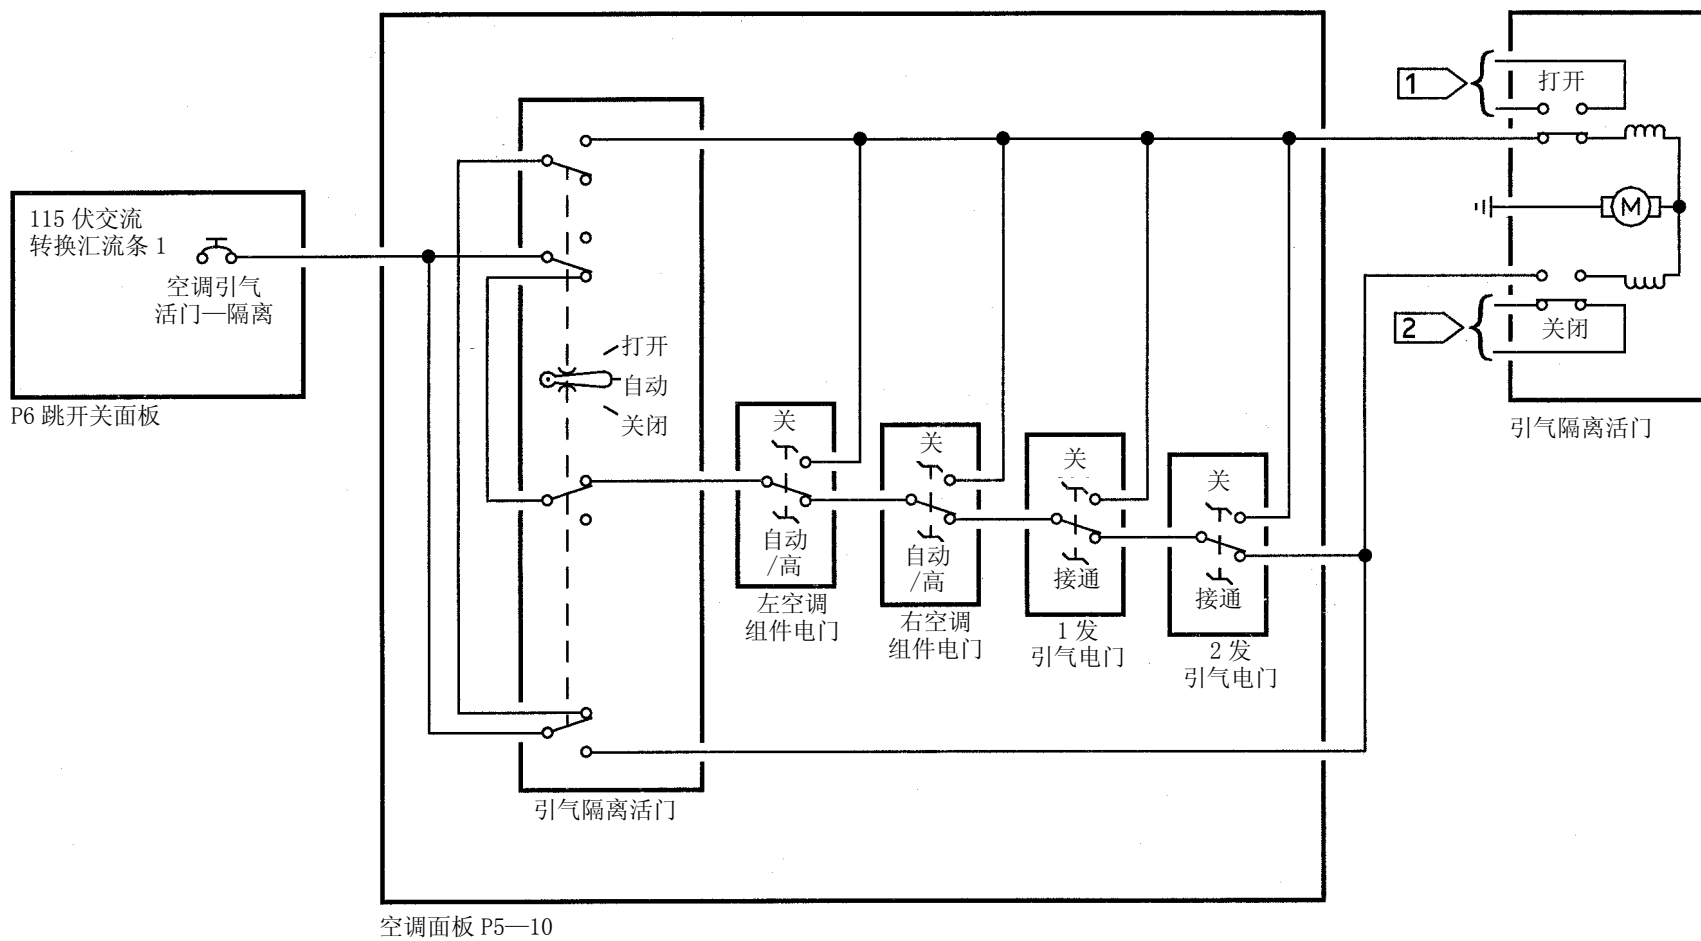 115 伏交流
转换汇流条 1
空调引气
活门—隔离
P6 跳开关面板
打开
自动
关闭
引气隔离活门
关
自动
/高
左空调
组件电门
关
自动
/高
右空调
组件电门
关
接通
1 发
引气电门
关
接通
2 发
引气电门
空调面板 P5—10
1
打开
M
2
关闭
引气隔离活门